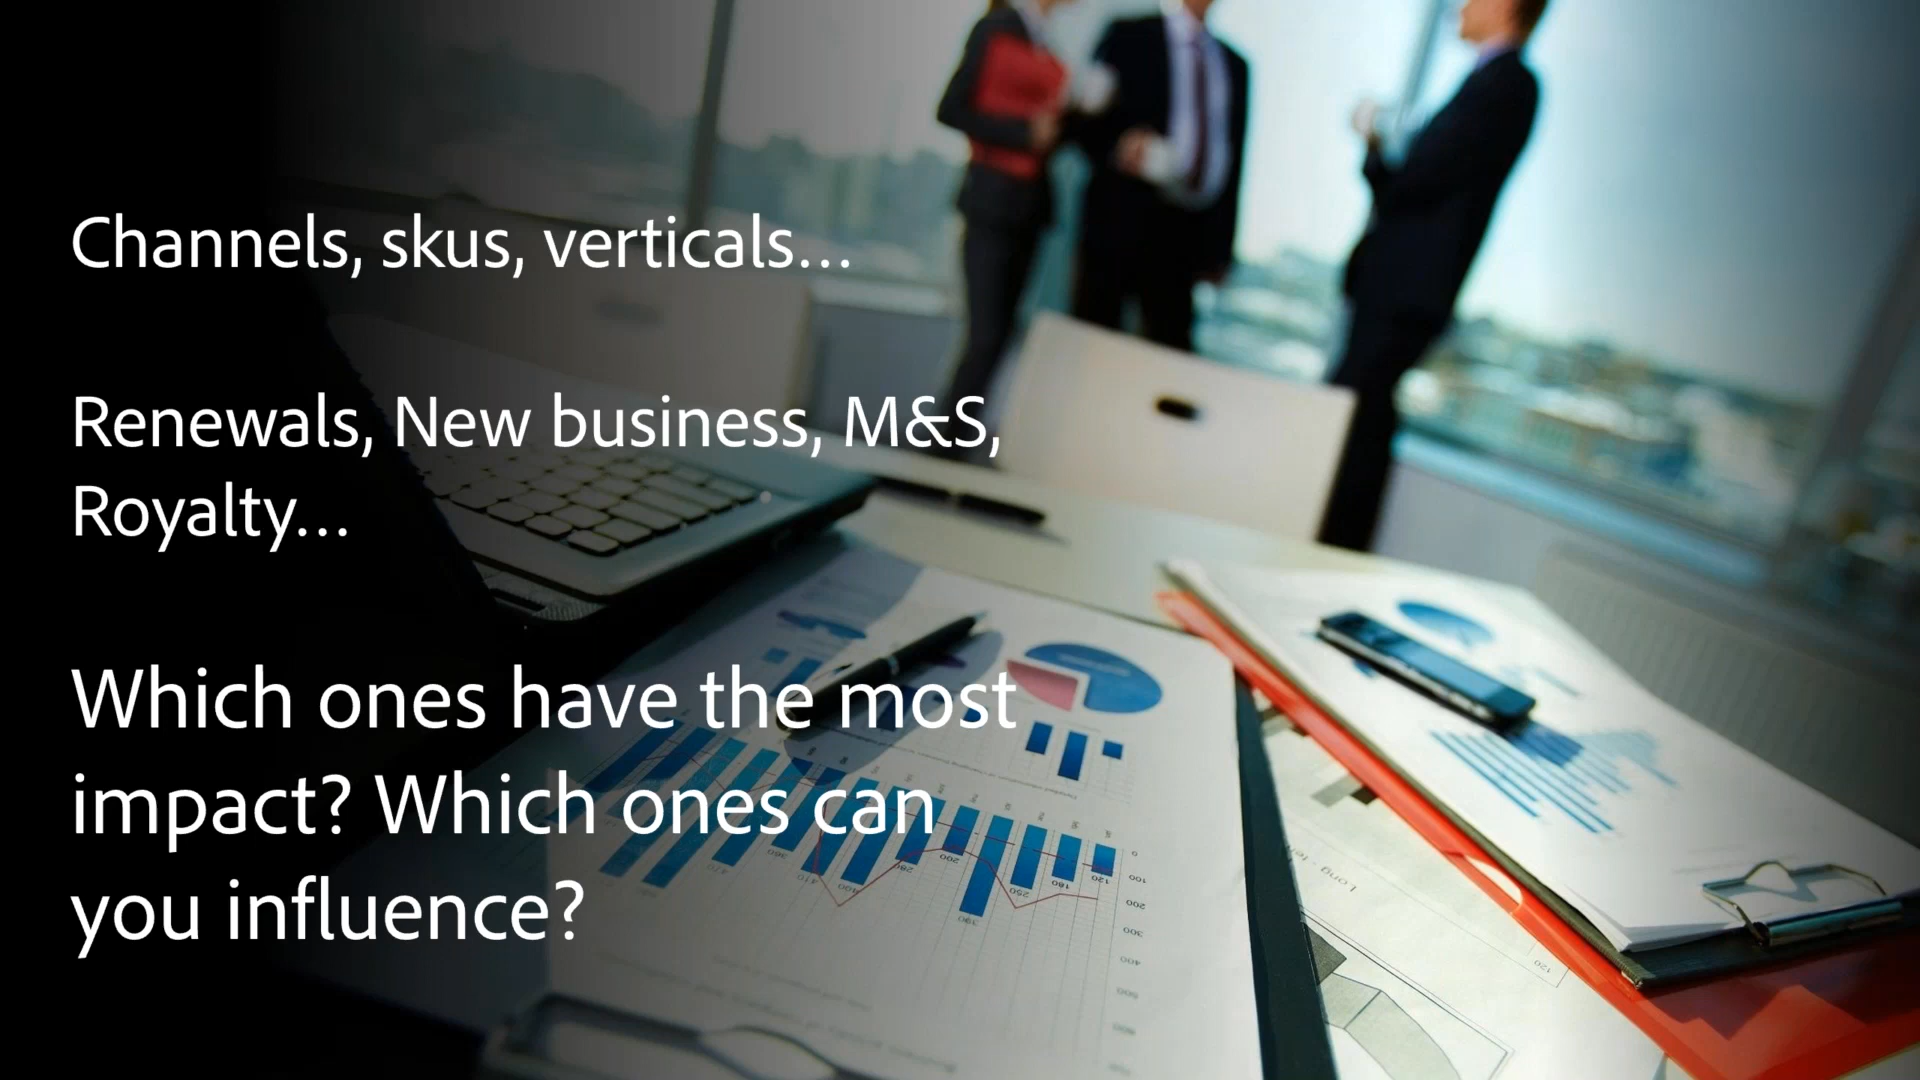 Channels, skus, verticals…
Renewals, New business, M&S,
Royalty…
Which ones have the most
impact? Which ones can
you influence?